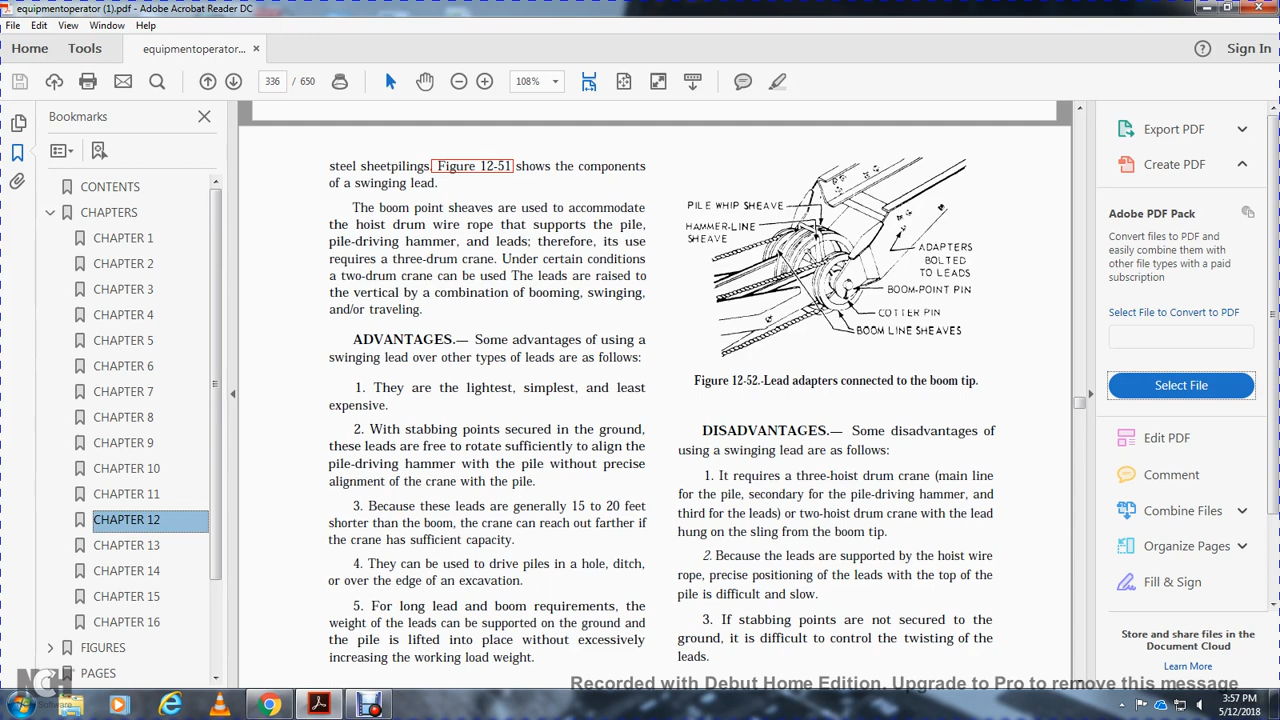 equipmentoperator (1).pdf - Adobe Acrobat Reader DC
File Edit View Window Help
Home Tools equipmentoperator... × Sign In
336 / 650 108%
Bookmarks
CONTENTS
CHAPTERS
CHAPTER 1
CHAPTER 2
CHAPTER 3
CHAPTER 4
CHAPTER 5
CHAPTER 6
CHAPTER 7
CHAPTER 8
CHAPTER 9
CHAPTER 10
CHAPTER 11
CHAPTER 12
CHAPTER 13
CHAPTER 14
CHAPTER 15
CHAPTER 16
FIGURES
PAGES
steel sheetpilings. Figure 12-51 shows the components
of a swinging lead.
The boom point sheaves are used to accommodate
the hoist drum wire rope that supports the pile,
pile-driving hammer, and leads; therefore, its use
requires a three-drum crane. Under certain conditions
a two-drum crane can be used The leads are raised to
the vertical by a combination of booming, swinging,
and/or traveling.
ADVANTAGES.— Some advantages of using a
swinging lead over other types of leads are as follows:
1. They are the lightest, simplest, and least
expensive.
2. With stabbing points secured in the ground,
these leads are free to rotate sufficiently to align the
pile-driving hammer with the pile without precise
alignment of the crane with the pile.
3. Because these leads are generally 15 to 20 feet
shorter than the boom, the crane can reach out farther if
the crane has sufficient capacity.
4. They can be used to drive piles in a hole, ditch,
or over the edge of an excavation.
5. For long lead and boom requirements, the
weight of the leads can be supported on the ground and
the pile is lifted into place without excessively
increasing the working load weight.
PILE WHIP SHEAVE
HAMMER-LINE
SHEAVE
ADAPTERS
BOLTED
TO LEADS
BOOM-POINT PIN
COTTER PIN
BOOM LINE SHEAVES
Figure 12-52.-Lead adapters connected to the boom tip.
DISADVANTAGES.— Some disadvantages of
using a swinging lead are as follows:
1. It requires a three-hoist drum crane (main line
for the pile, secondary for the pile-driving hammer, and
third for the leads) or two-hoist drum crane with the lead
hung on the sling from the boom tip.
2. Because the leads are supported by the hoist wire
rope, precise positioning of the leads with the top of the
pile is difficult and slow.
3. If stabbing points are not secured to the
ground, it is difficult to control the twisting of the
leads.
Export PDF
Create PDF
Adobe PDF Pack
Convert files to PDF and
easily combine them with
other file types with a paid
subscription
Select File to Convert to PDF
Select File
Edit PDF
Comment
Combine Files
Organize Pages
Fill & Sign
Store and share files in the
Document Cloud
Learn More
NCH
Software
Recorded with Debut Home Edition. Upgrade to Pro to remove this message
3:57 PM
5/12/2018